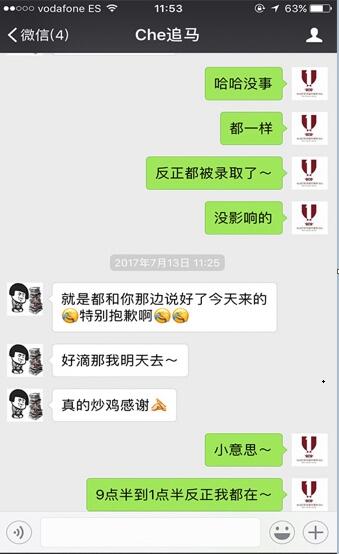 vodafone ES
11:53
63%
微信(4)
Che追马
哈哈没事
都一样
反正都被录取了～
没影响的
2017年7月13日 11:25
就是都和你那边说好了今天来的
特别抱歉啊
好滴那我明天去～
真的炒鸡感谢
小意思～
9点半到1点半反正我都在～